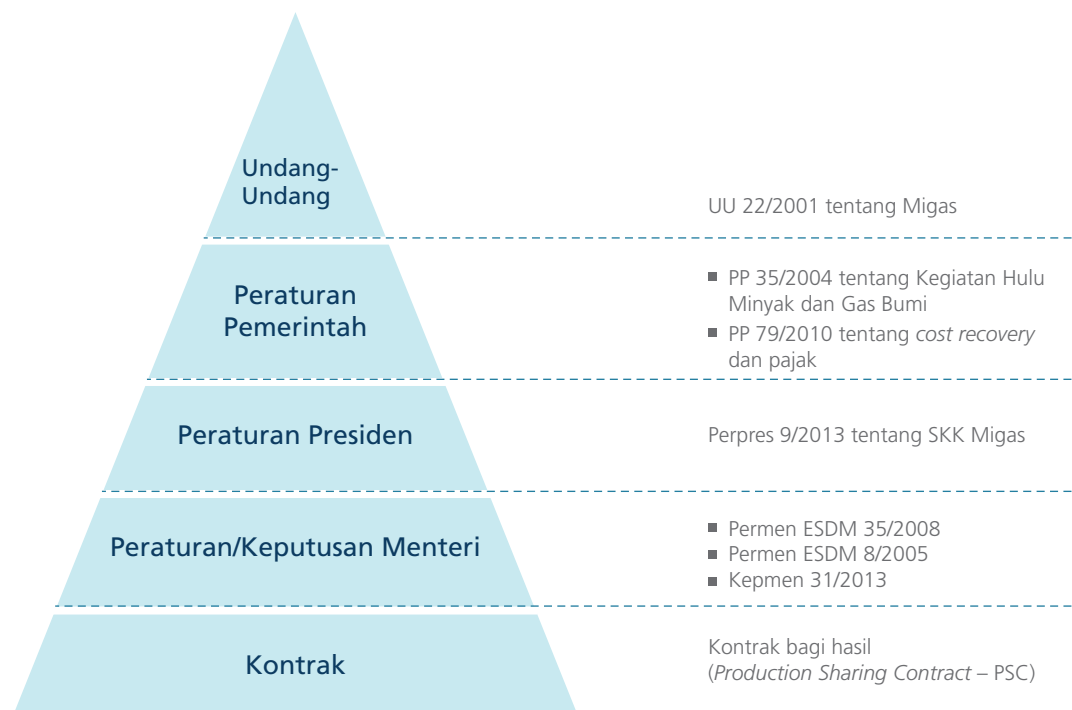 Undang-
Undang
UU 22/2001 tentang Migas
Peraturan
Pemerintah
■ PP 35/2004 tentang Kegiatan Hulu
Minyak dan Gas Bumi
■ PP 79/2010 tentang cost recovery
dan pajak
Peraturan Presiden
Perpres 9/2013 tentang SKK Migas
Peraturan/Keputusan Menteri
■ Permen ESDM 35/2008
■ Permen ESDM 8/2005
■ Kepmen 31/2013
Kontrak
Kontrak bagi hasil
(Production Sharing Contract – PSC)